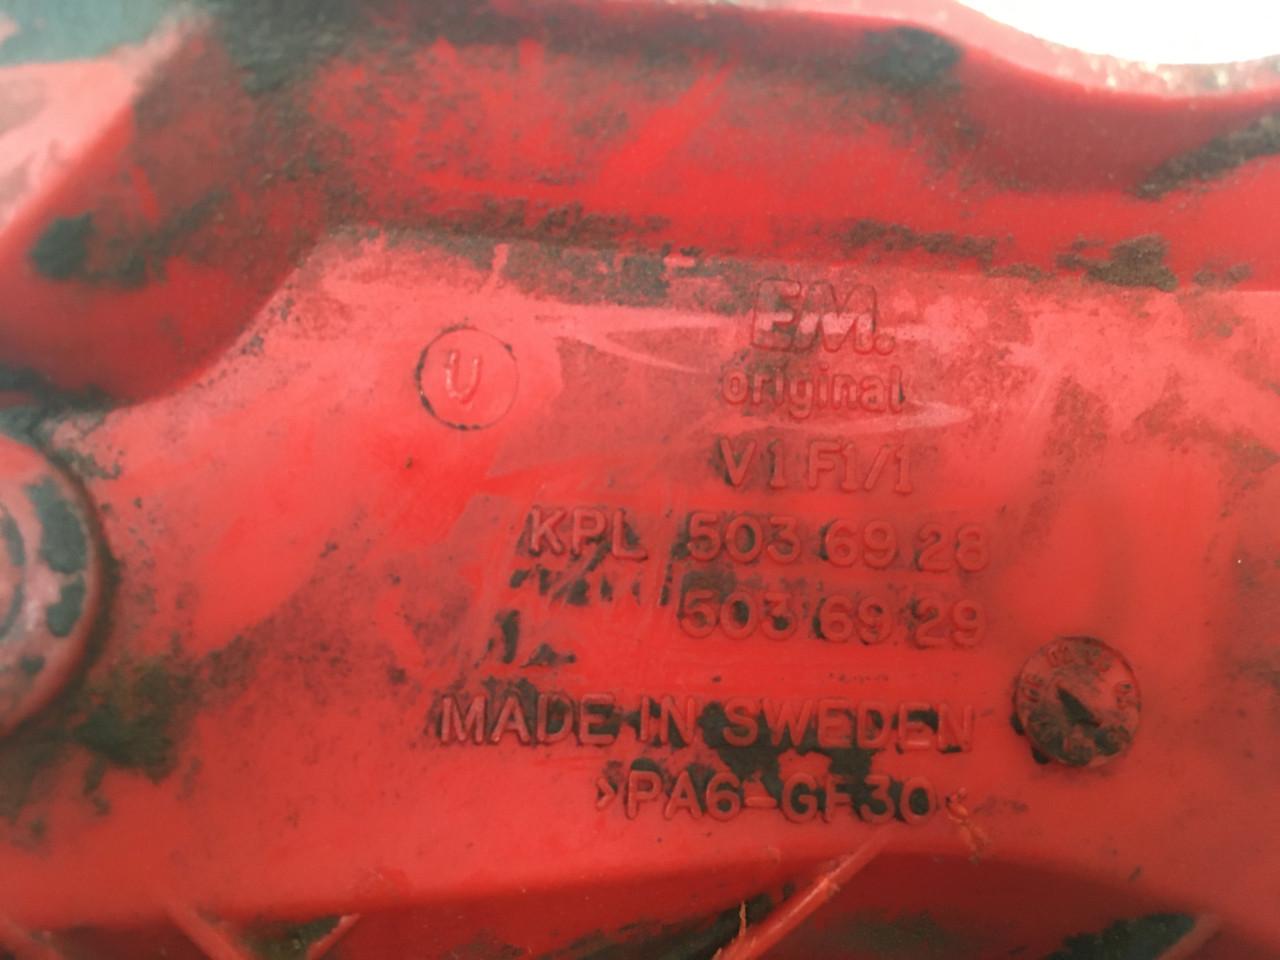 EM.
original
U
V1 F1/1
KPL 503 69 28
503 69 29
MADE IN SWEDEN
>PA6-GF30<